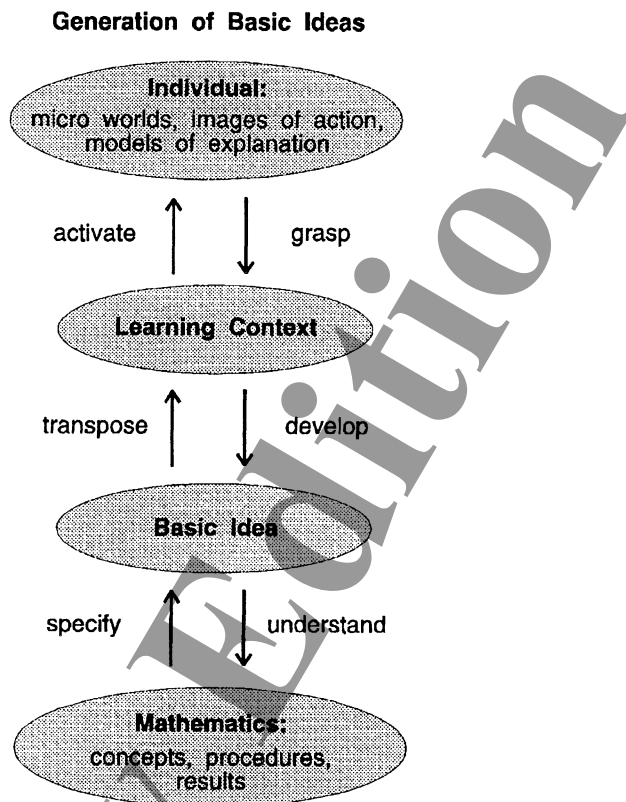 Generation of Basic Ideas
Individual:
micro worlds, images of action,
models of explanation
activate grasp
Learning Context
transpose develop
Basic Idea
specify understand
Mathematics:
concepts, procedures,
results
Edition